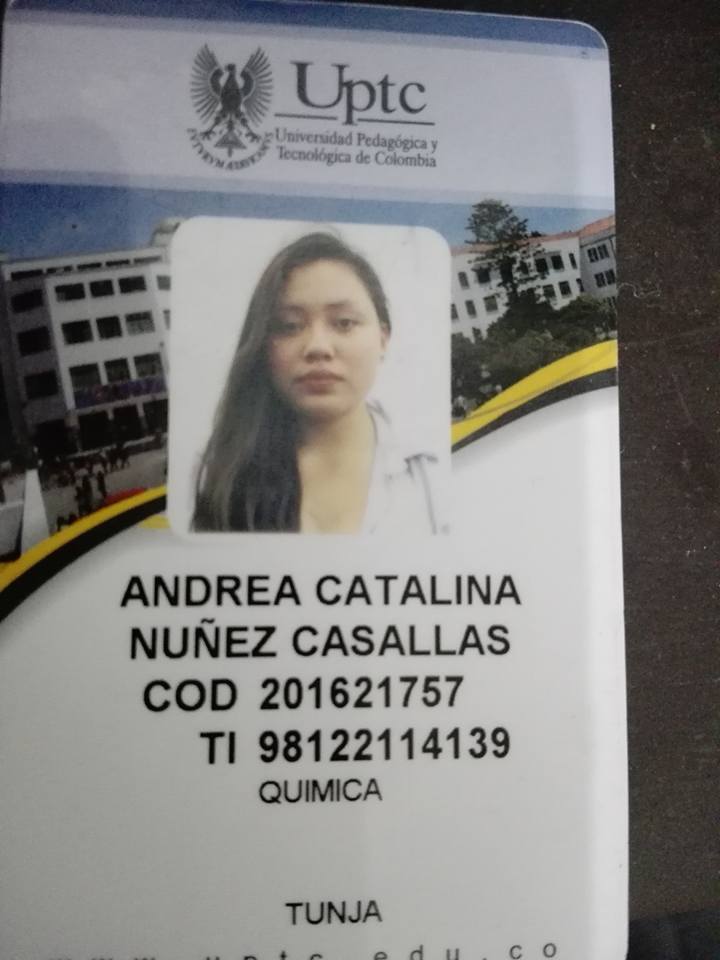 Uptc
Universidad Pedagógica y
Tecnológica de Colombia
ANDREA CATALINA
NUÑEZ CASALLAS
COD 201621757
TI 98122114139
QUIMICA
TUNJA
www.uptc.edu.co